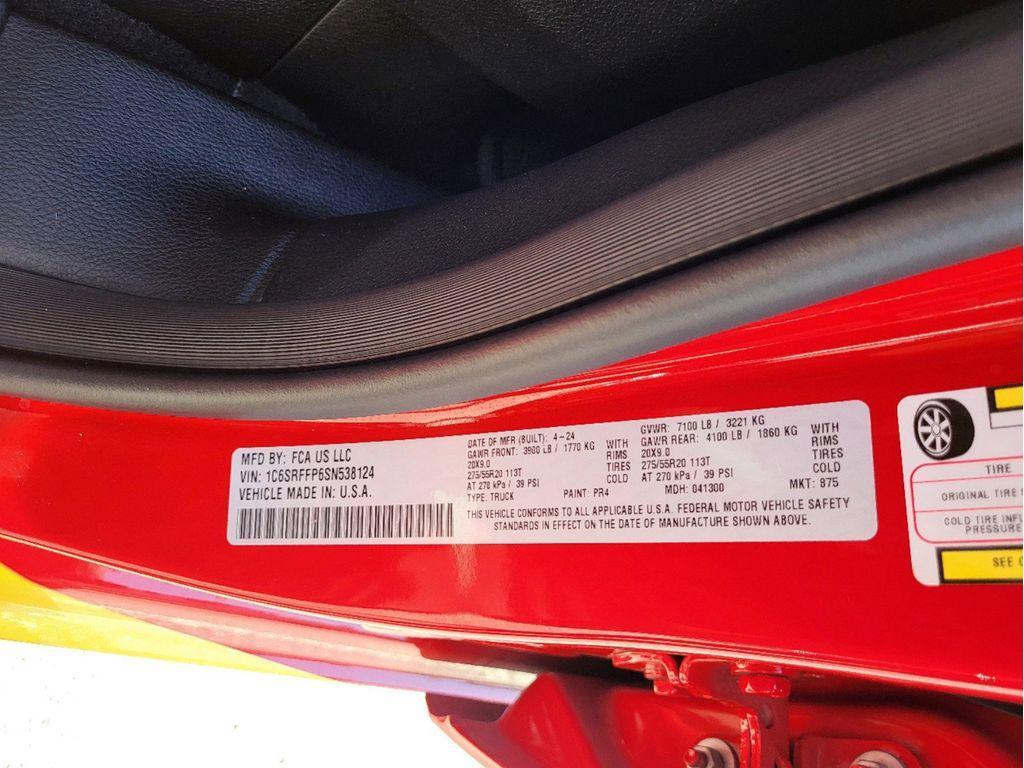 MFD BY: FCA US LLC
VIN: 1C6SRFFP6SN538124
VEHICLE MADE IN: U.S.A.
DATE OF MFR (BUILT): 4-24
GAWR FRONT: 3900 LB / 1770 KG WITH
20X9.0 RIMS
275/55R20 113T TIRES
AT 270 kPa / 39 PSI COLD
TYPE: TRUCK PAINT: PR4
GVWR: 7100 LB / 3221 KG
GAWR REAR: 4100 LB / 1860 KG WITH
20X9.0 RIMS
275/55R20 113T TIRES
AT 270 kPa / 39 PSI COLD
MDH: 041300 MKT: 875
THIS VEHICLE CONFORMS TO ALL APPLICABLE U.S.A. FEDERAL MOTOR VEHICLE SAFETY
STANDARDS IN EFFECT ON THE DATE OF MANUFACTURE SHOWN ABOVE.
TIRE
ORIGINAL TIRE
COLD TIRE
PRESSURE
SEE